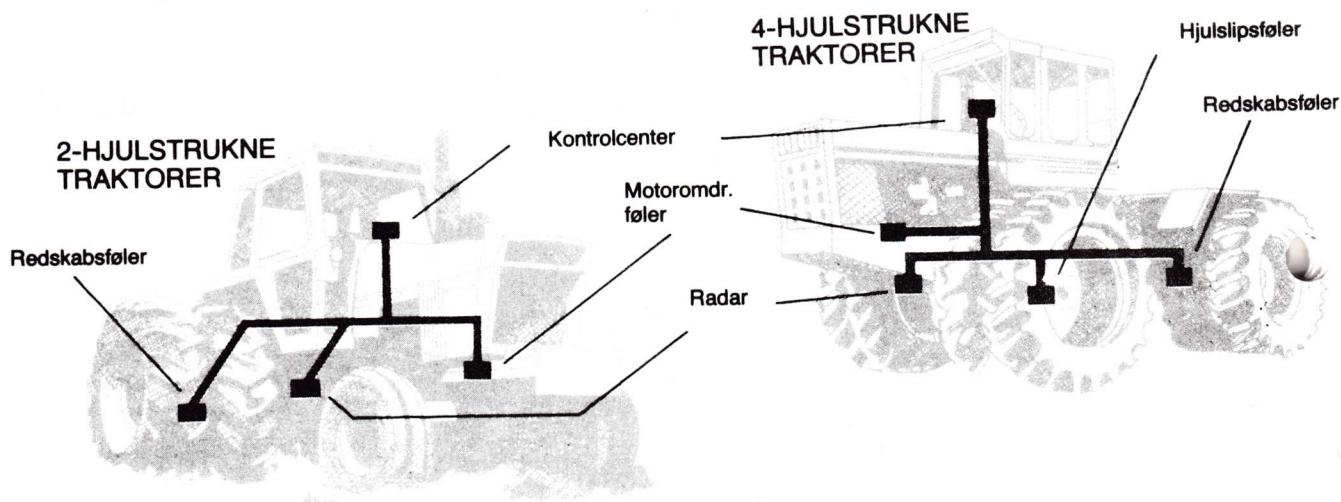 2-HJULSTRUKNE
TRAKTORER
Redskabsføler
Kontrolcenter
Motoromdr.
føler
Radar
4-HJULSTRUKNE
TRAKTORER
Hjulslipsføler
Redskabsføler